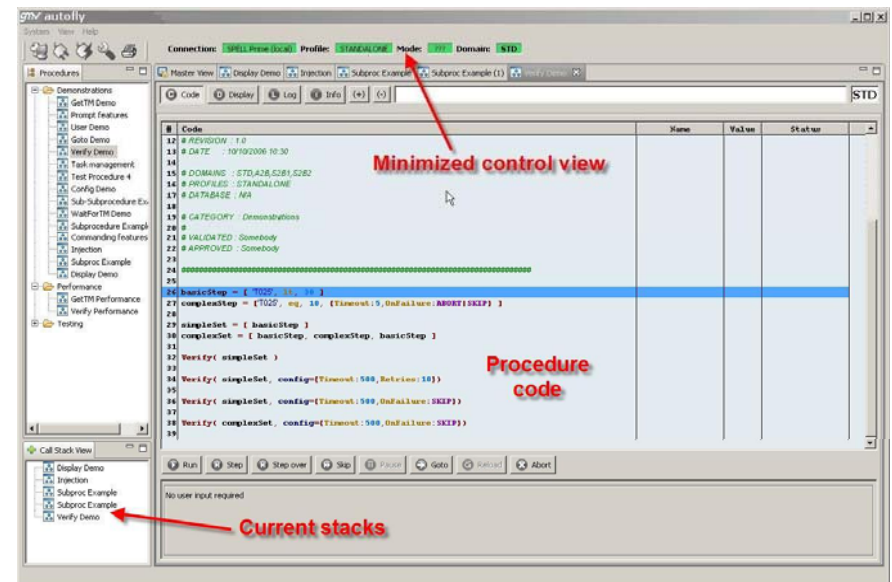 gmv autofly
System View Help
Connection: SPELL Prime (local) Profile: STANDALONE Mode: ??? Domain: STD
Procedures
Demonstrations
GetTM Demo
Prompt features
User Demo
Goto Demo
Verify Demo
Task management
Test Procedure 4
Config Demo
Sub-Subprocedure Ex
WaitForTM Demo
Subprocedure Exampl
Commanding features
Injection
Subproc Example
Display Demo
Performance
GetTM Performance
Verify Performance
Testing
Master View Display Demo Injection Subproc Example Subproc Example (1) Verify Demo
Code Display Log Info (+) (-) STD
# Code Name Value Status
12 # REVISION : 1.0
13 # DATE : 10/10/2006 10:30
14
15 # DOMAINS : STD,A2B,S2B1,S2B2
16 # PROFILES : STANDALONE
17 # DATABASE : N/A
18
19 # CATEGORY : Demonstrations
20 #
21 # VALIDATED : Somebody
22 # APPROVED : Somebody
23
24
25
26 basicStep = [ 'T025', lt, 30 ]
27 complexStep = ['T025', eq, 10, {Timeout:5,OnFailure:ABORT|SKIP} ]
28
29 simpleSet = [ basicStep ]
30 complexSet = [ basicStep, complexStep, basicStep ]
31
32 Verify( simpleSet )
33
34 Verify( simpleSet, config={Timeout:500,Retries:10})
35
36 Verify( simpleSet, config={Timeout:500,OnFailure:SKIP})
37
38 Verify( complexSet, config={Timeout:500,OnFailure:SKIP})
39
Minimized control view
Procedure
code
Call Stack View
Display Demo
Injection
Subproc Example
Subproc Example
Verify Demo
Run Step Step over Skip Pause Goto Reload Abort
No user input required
Current stacks